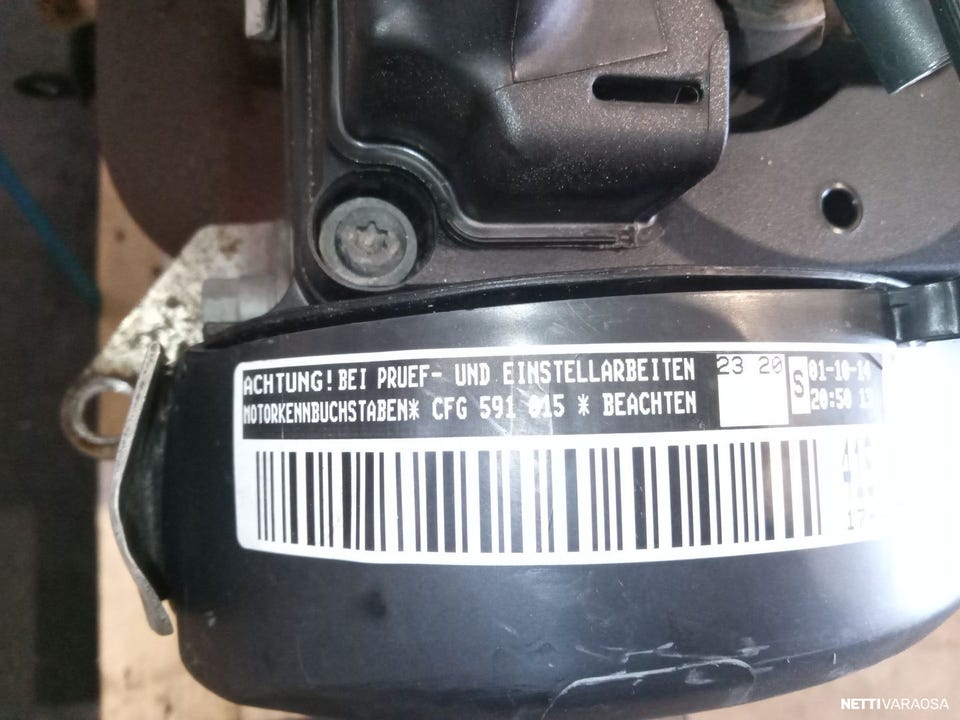 ACHTUNG! BEI PRUEF- UND EINSTELLARBEITEN
MOTORKENNBUCHSTABEN* CFG 591 015 * BEACHTEN
23 20
S
01-10-14
20:50
NETTIVARAOSA